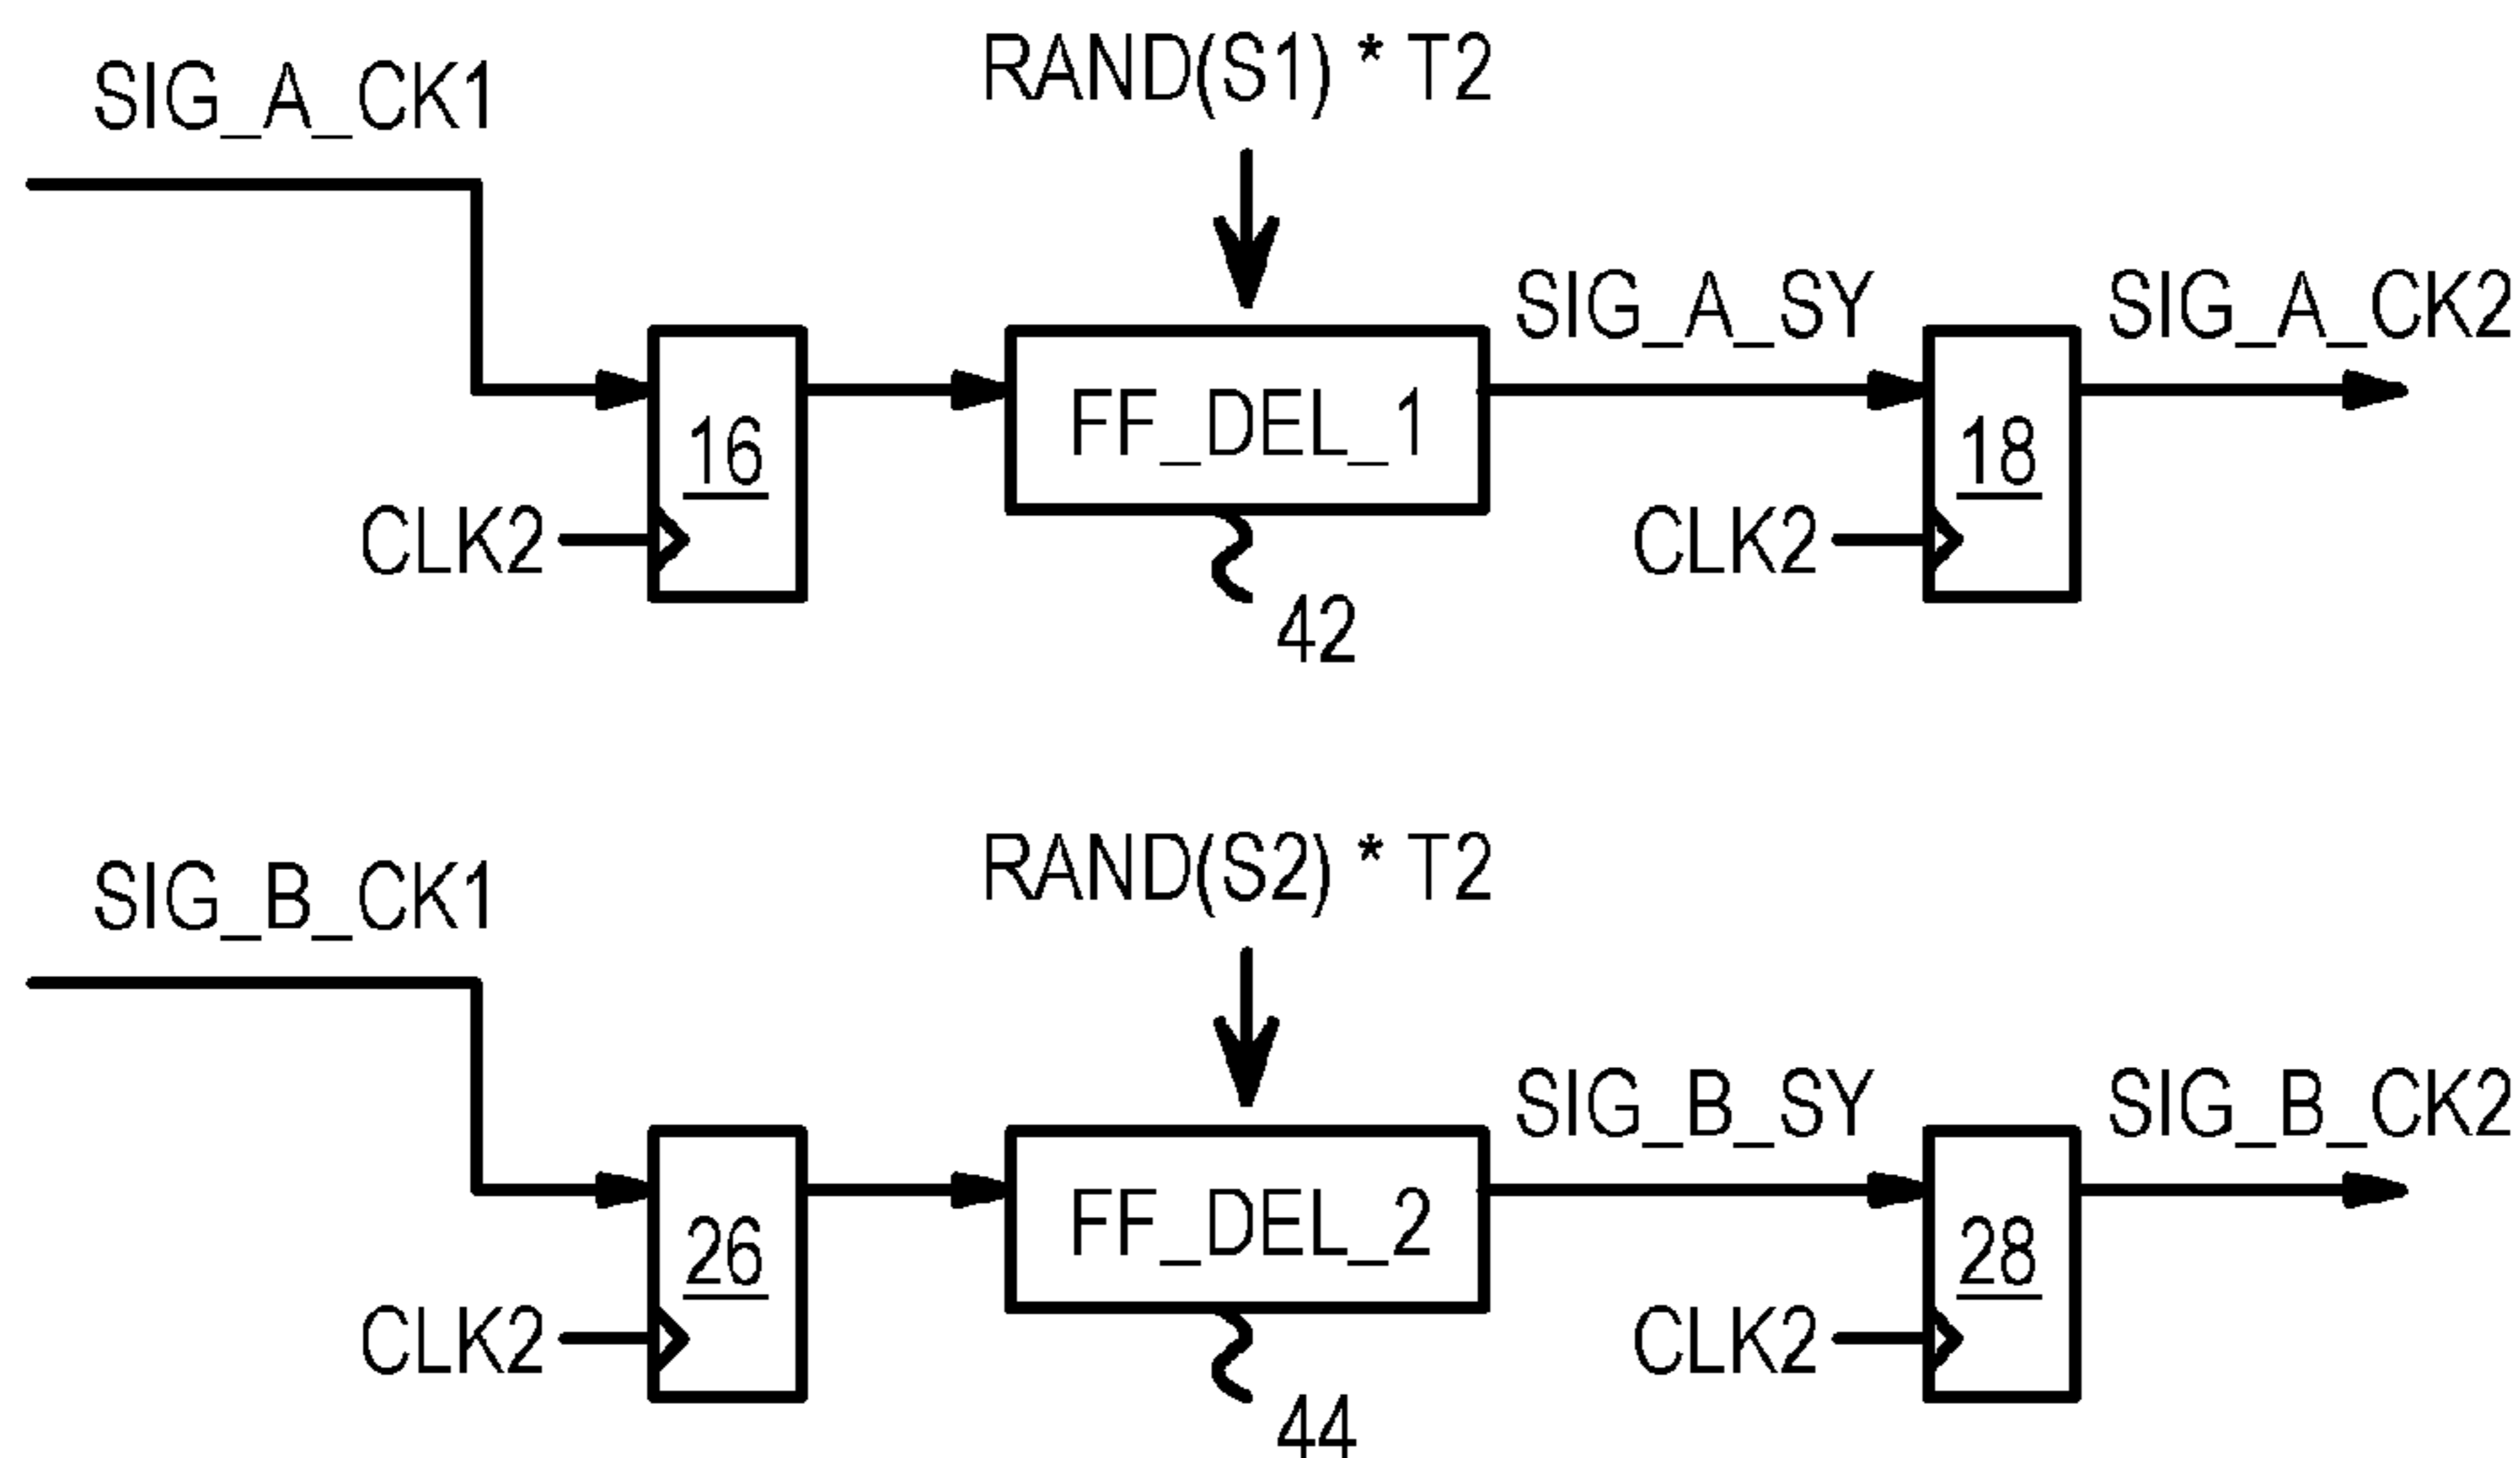 RAND(S1) * T2
SIG_A_CK1
SIG_A_SY
SIG_A_CK2
FF_DEL_1
16
18
CLK2
CLK2
42
RAND(S2) * T2
SIG_B_CK1
SIG_B_SY
SIG_B_CK2
FF_DEL_2
26
28
CLK2
CLK2
44